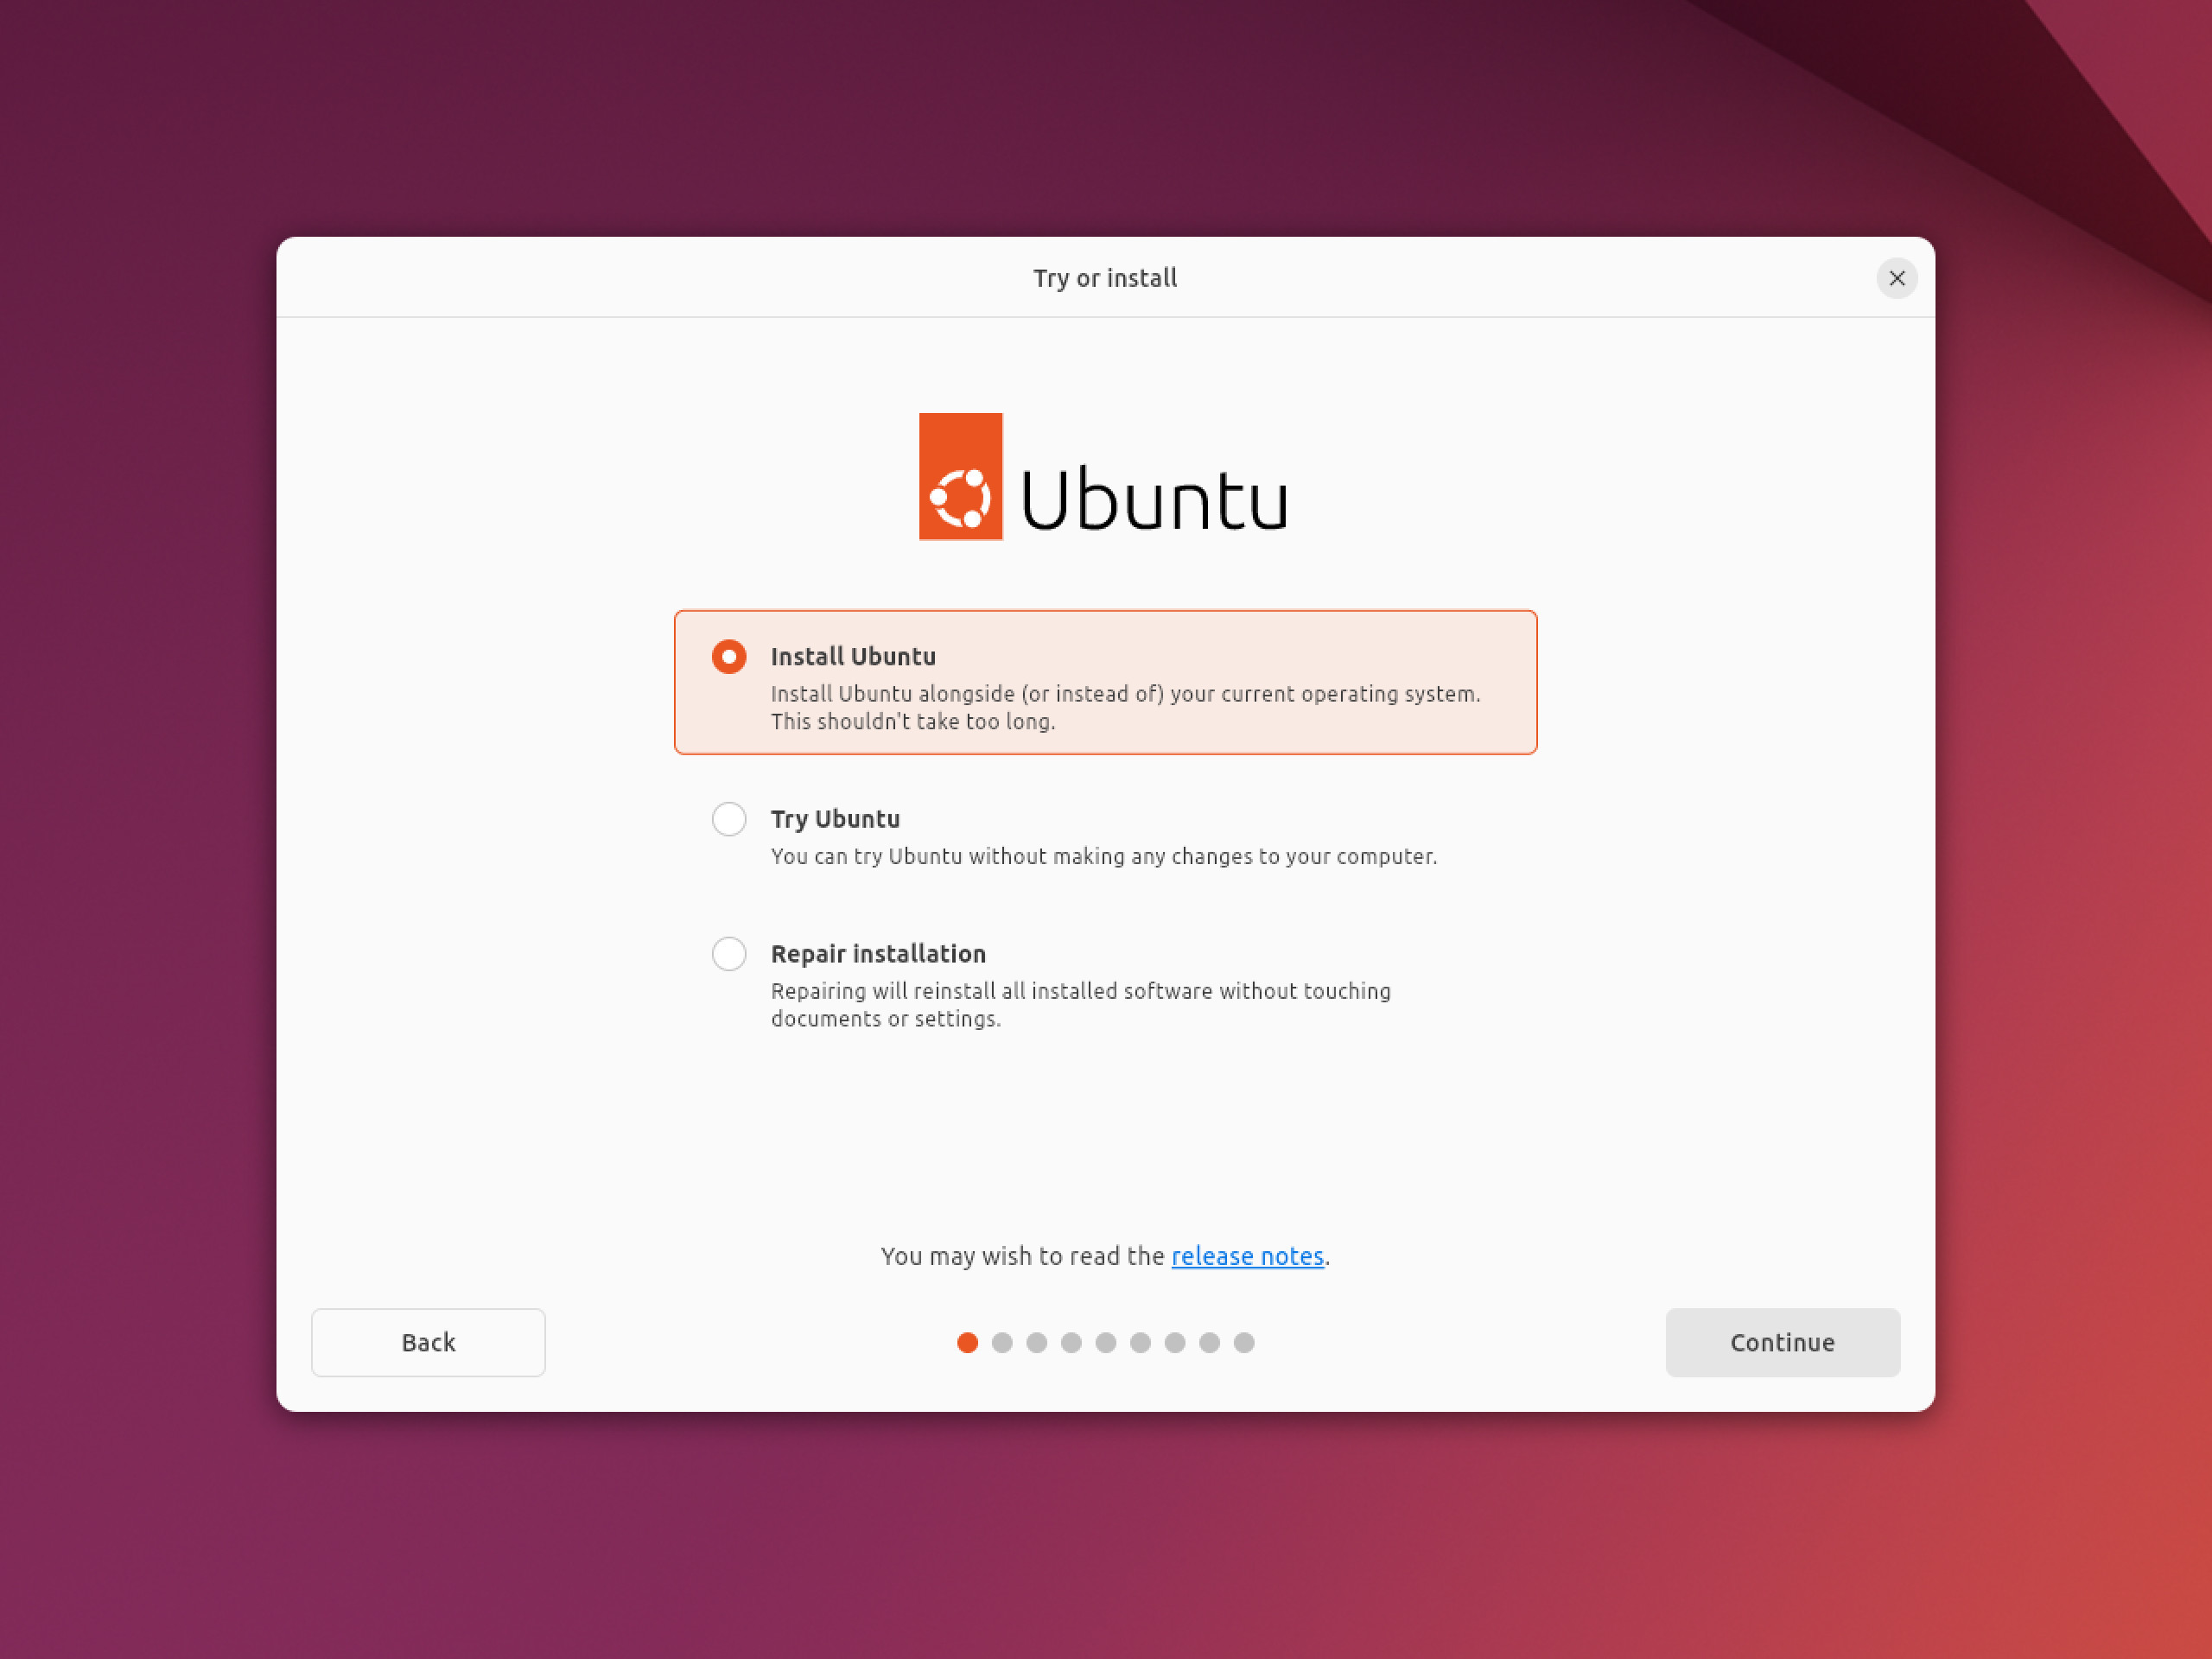 Try or install
Ubuntu
Install Ubuntu
Install Ubuntu alongside (or instead of) your current operating system.
This shouldn't take too long.
Try Ubuntu
You can try Ubuntu without making any changes to your computer.
Repair installation
Repairing will reinstall all installed software without touching
documents or settings.
You may wish to read the release notes.
Back
Continue